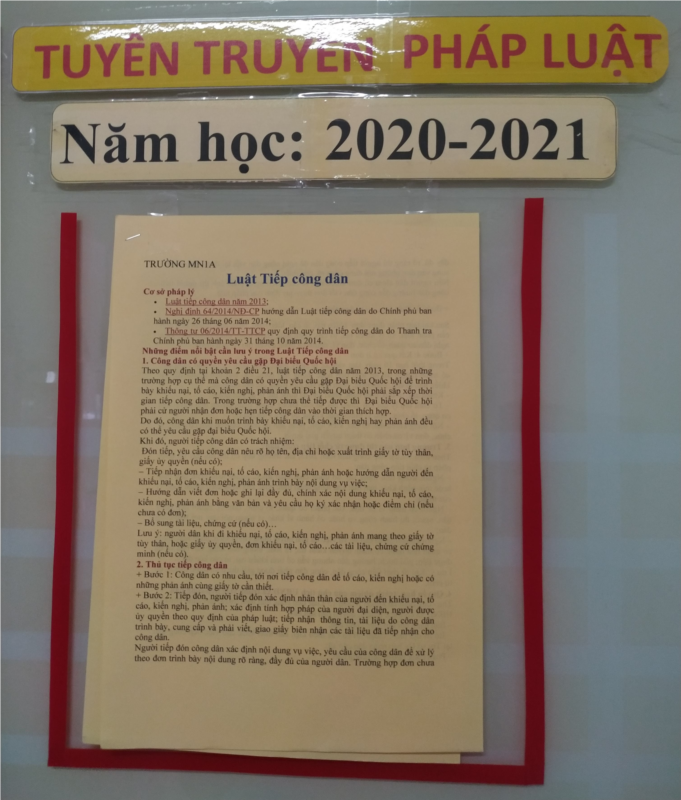 TUYÊN TRUYỀN PHÁP LUẬT
Năm học: 2020-2021
TRƯỜNG MN1A
Luật Tiếp công dân
Cơ sở pháp lý
• Luật tiếp công dân năm 2013;
• Nghị định 64/2014/NĐ-CP hướng dẫn Luật tiếp công dân do Chính phủ ban
hành ngày 26 tháng 06 năm 2014;
• Thông tư 06/2014/TT-TTCP quy định quy trình tiếp công dân do Thanh tra
Chính phủ ban hành ngày 31 tháng 10 năm 2014.
Những điểm nổi bật cần lưu ý trong Luật Tiếp công dân
1. Công dân có quyền yêu cầu gặp Đại biểu Quốc hội
Theo quy định tại khoản 2 điều 21, luật tiếp công dân năm 2013, trong những
trường hợp cụ thể mà công dân có quyền yêu cầu gặp Đại biểu Quốc hội để trình
bày khiếu nại, tố cáo, kiến nghị, phản ánh thì Đại biểu Quốc hội phải sắp xếp thời
gian tiếp công dân. Trong trường hợp chưa thể tiếp được thì Đại biểu Quốc hội
phải cử người nhận đơn hoặc hẹn tiếp công dân vào thời gian thích hợp.
Do đó, công dân khi muốn trình bày khiếu nại, tố cáo, kiến nghị hay phản ánh đều
có thể yêu cầu gặp đại biểu Quốc hội.
Khi đó, người tiếp công dân có trách nhiệm:
Đón tiếp, yêu cầu công dân nêu rõ họ tên, địa chỉ hoặc xuất trình giấy tờ tùy thân,
giấy ủy quyền (nếu có);
– Tiếp nhận đơn khiếu nại, tố cáo, kiến nghị, phản ánh hoặc hướng dẫn người đến
khiếu nại, tố cáo, kiến nghị, phản ánh trình bày nội dung vụ việc;
– Hướng dẫn viết đơn hoặc ghi lại đầy đủ, chính xác nội dung khiếu nại, tố cáo,
kiến nghị, phản ánh bằng văn bản và yêu cầu họ ký xác nhận hoặc điểm chỉ (nếu
chưa có đơn);
– Bổ sung tài liệu, chứng cứ (nếu có)…
Lưu ý: người dân khi đi khiếu nại, tố cáo, kiến nghị, phản ánh mang theo giấy tờ
tùy thân, hoặc giấy ủy quyền, đơn khiếu nại, tố cáo…các tài liệu, chứng cứ chứng
minh (nếu có).
2. Thủ tục tiếp công dân
+ Bước 1: Công dân có nhu cầu, tới nơi tiếp công dân để tố cáo, kiến nghị hoặc có
những phản ánh cùng giấy tờ cần thiết.
+ Bước 2: Tiếp đón, người tiếp đón xác định nhân thân của người đến khiếu nại, tố
cáo, kiến nghị, phản ánh; xác định tính hợp pháp của người đại diện, người được
ủy quyền theo quy định của pháp luật; tiếp nhận thông tin, tài liệu do công dân
trình bày, cung cấp và phải viết, giao giấy biên nhận các tài liệu đã tiếp nhận cho
công dân.
Người tiếp đón công dân xác định nội dung vụ việc, yêu cầu của công dân để xử lý
theo đơn trình bày nội dung rõ ràng, đầy đủ của người dân. Trường hợp đơn chưa